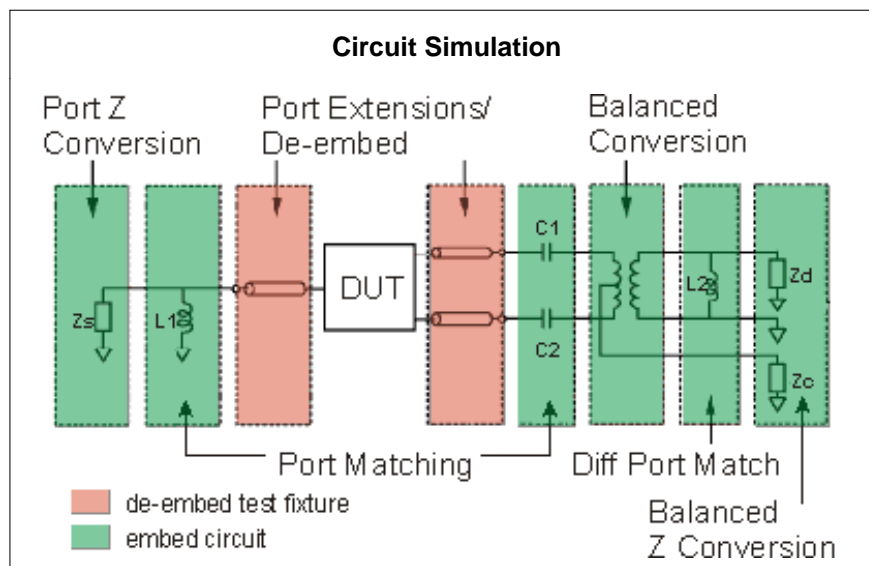 Circuit Simulation
Port Z
Conversion
Port Extensions/
De-embed
Balanced
Conversion
C1
Zs
L1
DUT
L2
Zd
C2
Zc
Port Matching
Diff Port Match
de-embed test fixture
embed circuit
Balanced
Z Conversion